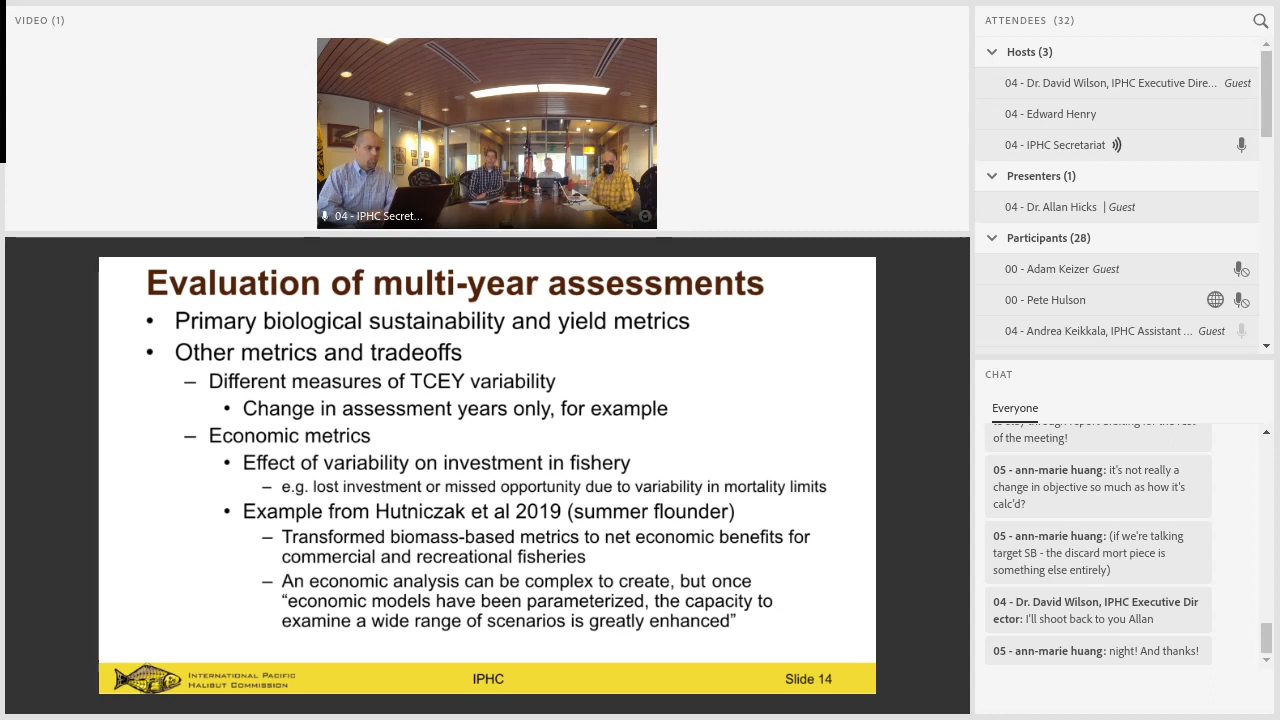 VIDEO (1)
04 - IPHC Secret...
Evaluation of multi-year assessments
• Primary biological sustainability and yield metrics
• Other metrics and tradeoffs
– Different measures of TCEY variability
• Change in assessment years only, for example
– Economic metrics
• Effect of variability on investment in fishery
– e.g. lost investment or missed opportunity due to variability in mortality limits
• Example from Hutniczak et al 2019 (summer flounder)
– Transformed biomass-based metrics to net economic benefits for
commercial and recreational fisheries
– An economic analysis can be complex to create, but once
“economic models have been parameterized, the capacity to
examine a wide range of scenarios is greatly enhanced”
INTERNATIONAL PACIFIC
HALIBUT COMMISSION
IPHC
Slide 14
ATTENDEES (32)
Hosts (3)
04 - Dr. David Wilson, IPHC Executive Dire... Guest
04 - Edward Henry
04 - IPHC Secretariat
Presenters (1)
04 - Dr. Allan Hicks | Guest
Participants (28)
00 - Adam Keizer Guest
00 - Pete Hulson
04 - Andrea Keikkala, IPHC Assistant ... Guest
CHAT
Everyone
of the meeting!
05 - ann-marie huang: it's not really a
change in objective so much as how it's
calc'd?
05 - ann-marie huang: (if we're talking
target SB - the discard mort piece is
something else entirely)
04 - Dr. David Wilson, IPHC Executive Dir
ector: I'll shoot back to you Allan
05 - ann-marie huang: night! And thanks!